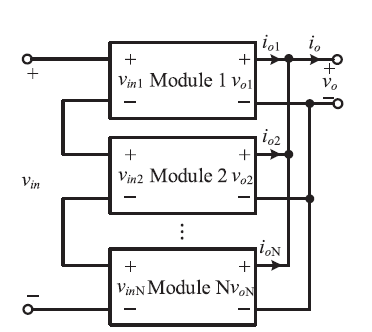 i_o1 i_o
+ + + +
v_in1 Module 1 v_o1 v_o
− − −
i_o2
+ +
v_in v_in2 Module 2 v_o2
− −
⋮
i_oN
+ +
v_inN Module N v_oN
− − −